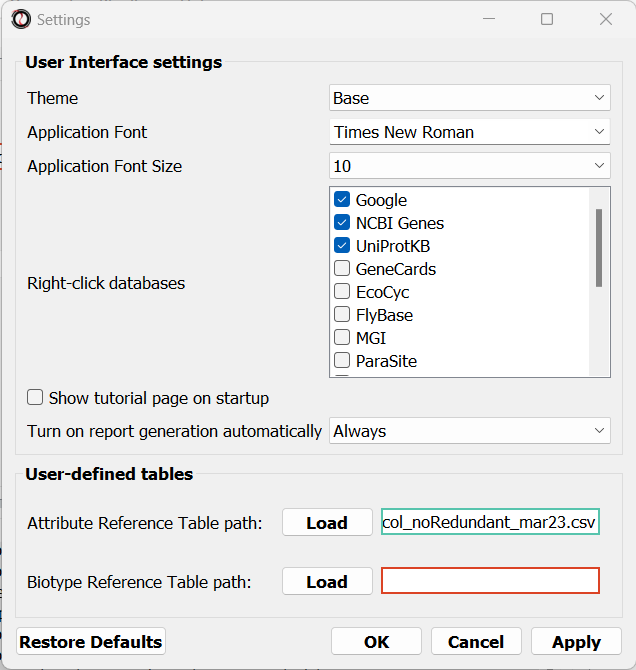 Settings
User Interface settings
Theme
Base
Application Font
Times New Roman
Application Font Size
10
Right-click databases
Google
NCBI Genes
UniProtKB
GeneCards
EcoCyc
FlyBase
MGI
ParaSite
Show tutorial page on startup
Turn on report generation automatically
Always
User-defined tables
Attribute Reference Table path:
Load
col_noRedundant_mar23.csv
Biotype Reference Table path:
Load
Restore Defaults
OK
Cancel
Apply